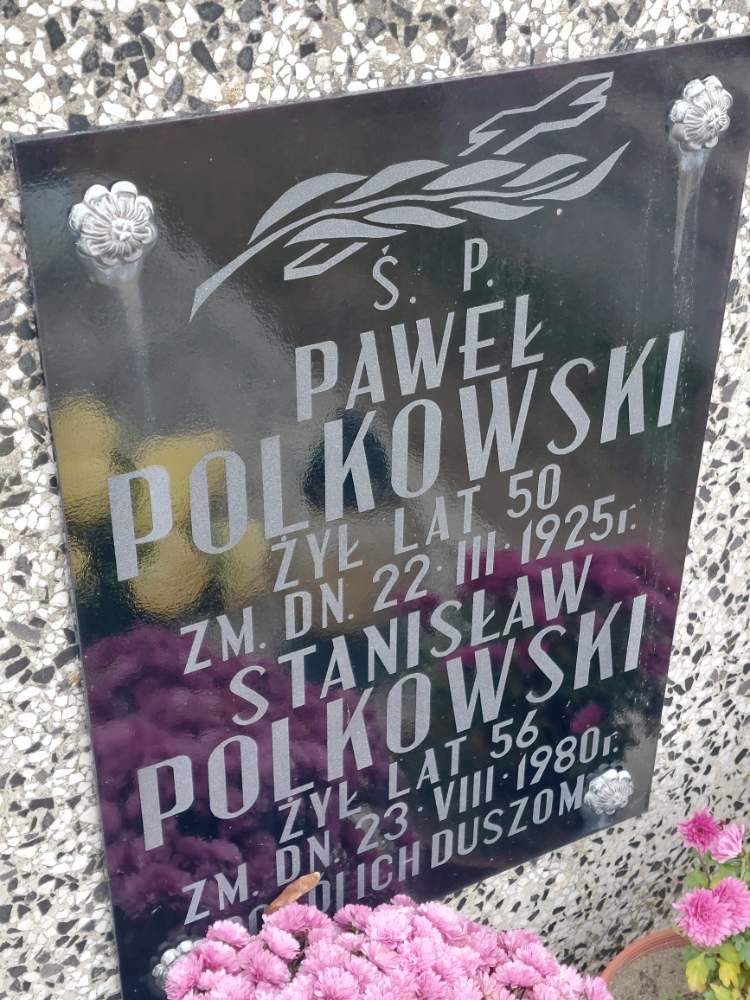 Ś. P.
PAWEŁ
POLKOWSKI
ŻYŁ LAT 50
ZM. DN. 22·III·1925r.
STANISŁAW
POLKOWSKI
ŻYŁ LAT 56
ZM. DN. 23·VIII·1980r.
ICH DUSZOM